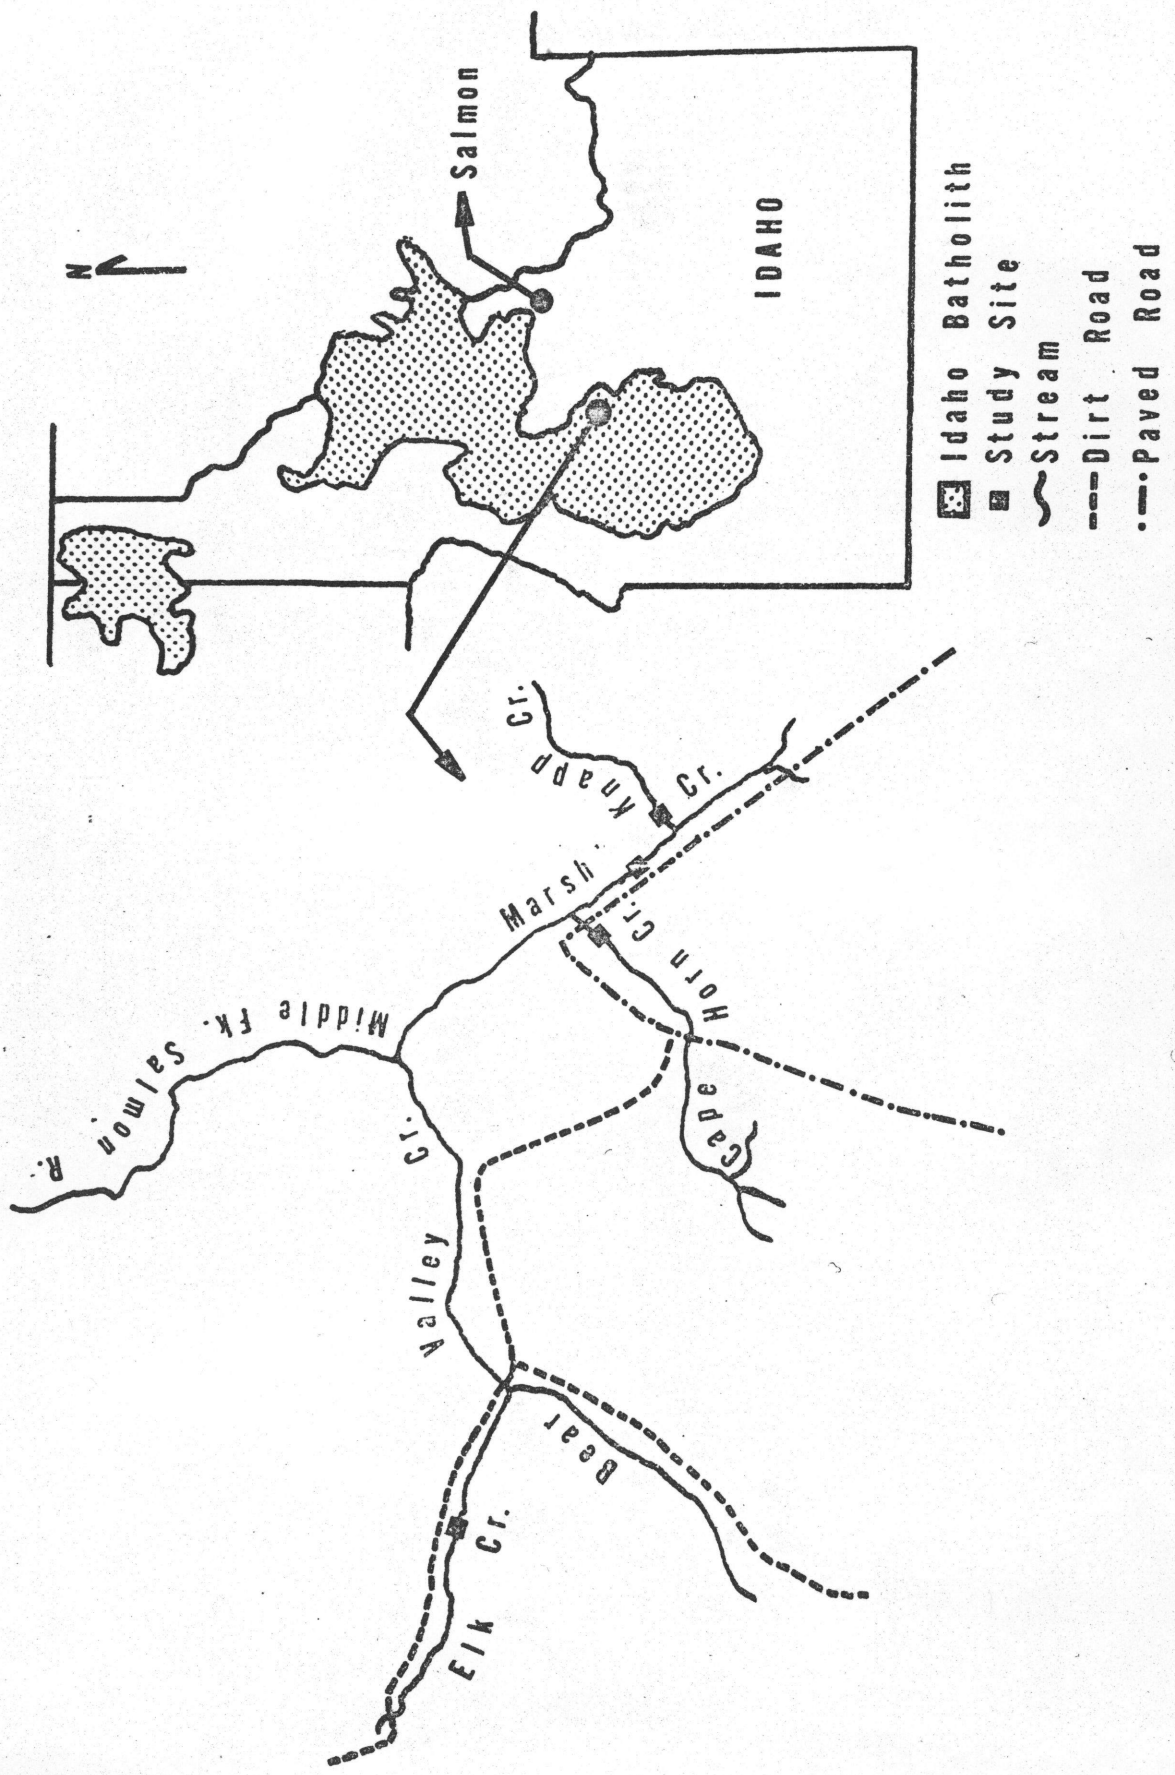 N
Salmon
IDAHO
Idaho Batholith
Study Site
Stream
Dirt Road
Paved Road
Middle Fk. Salmon R.
Marsh Cr.
Knapp Cr.
Cape Horn Cr.
Bear Valley Cr.
Elk Cr.